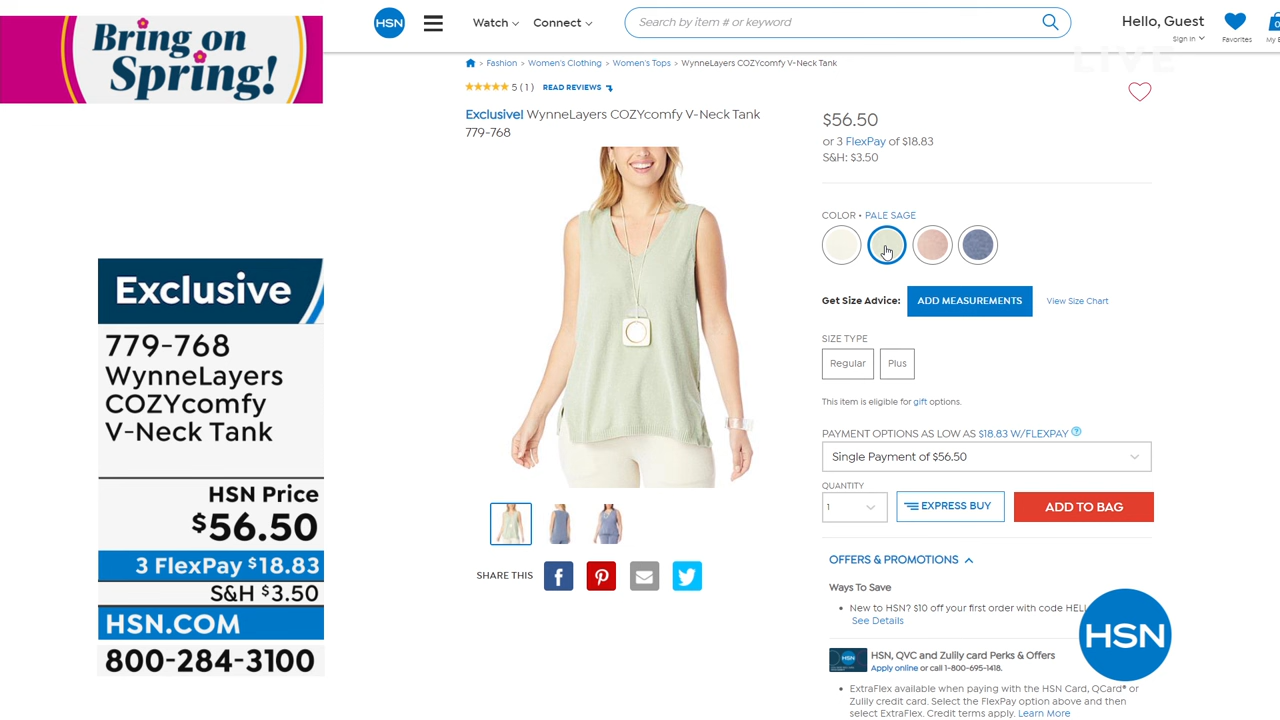 Bring on
Spring!
Exclusive
779-768
WynneLayers
COZYcomfy
V-Neck Tank
HSN Price
$56.50
3 FlexPay $18.83
S&H $3.50
HSN.COM
800-284-3100
HSN
Watch
Connect
Search by item # or keyword
Hello, Guest
Sign In
Favorites
0
LIVE
> Fashion > Women's Clothing > Women's Tops > WynneLayers COZYcomfy V-Neck Tank
5 ( 1 ) READ REVIEWS
Exclusive! WynneLayers COZYcomfy V-Neck Tank
779-768
SHARE THIS
$56.50
or 3 FlexPay of $18.83
S&H: $3.50
COLOR • PALE SAGE
Get Size Advice: ADD MEASUREMENTS View Size Chart
SIZE TYPE
Regular Plus
This item is eligible for gift options.
PAYMENT OPTIONS AS LOW AS $18.83 W/FLEXPAY ?
Single Payment of $56.50
QUANTITY
1 EXPRESS BUY ADD TO BAG
OFFERS & PROMOTIONS
Ways To Save
• New to HSN? $10 off your first order with code
See Details
HSN
HSN, QVC and Zulily card Perks & Offers
Apply online or call 1-800-695-1418.
• ExtraFlex available when paying with the HSN Card, QCard® or
Zulily credit card. Select the FlexPay option above and then
select ExtraFlex. Credit terms apply. Learn More
HSN